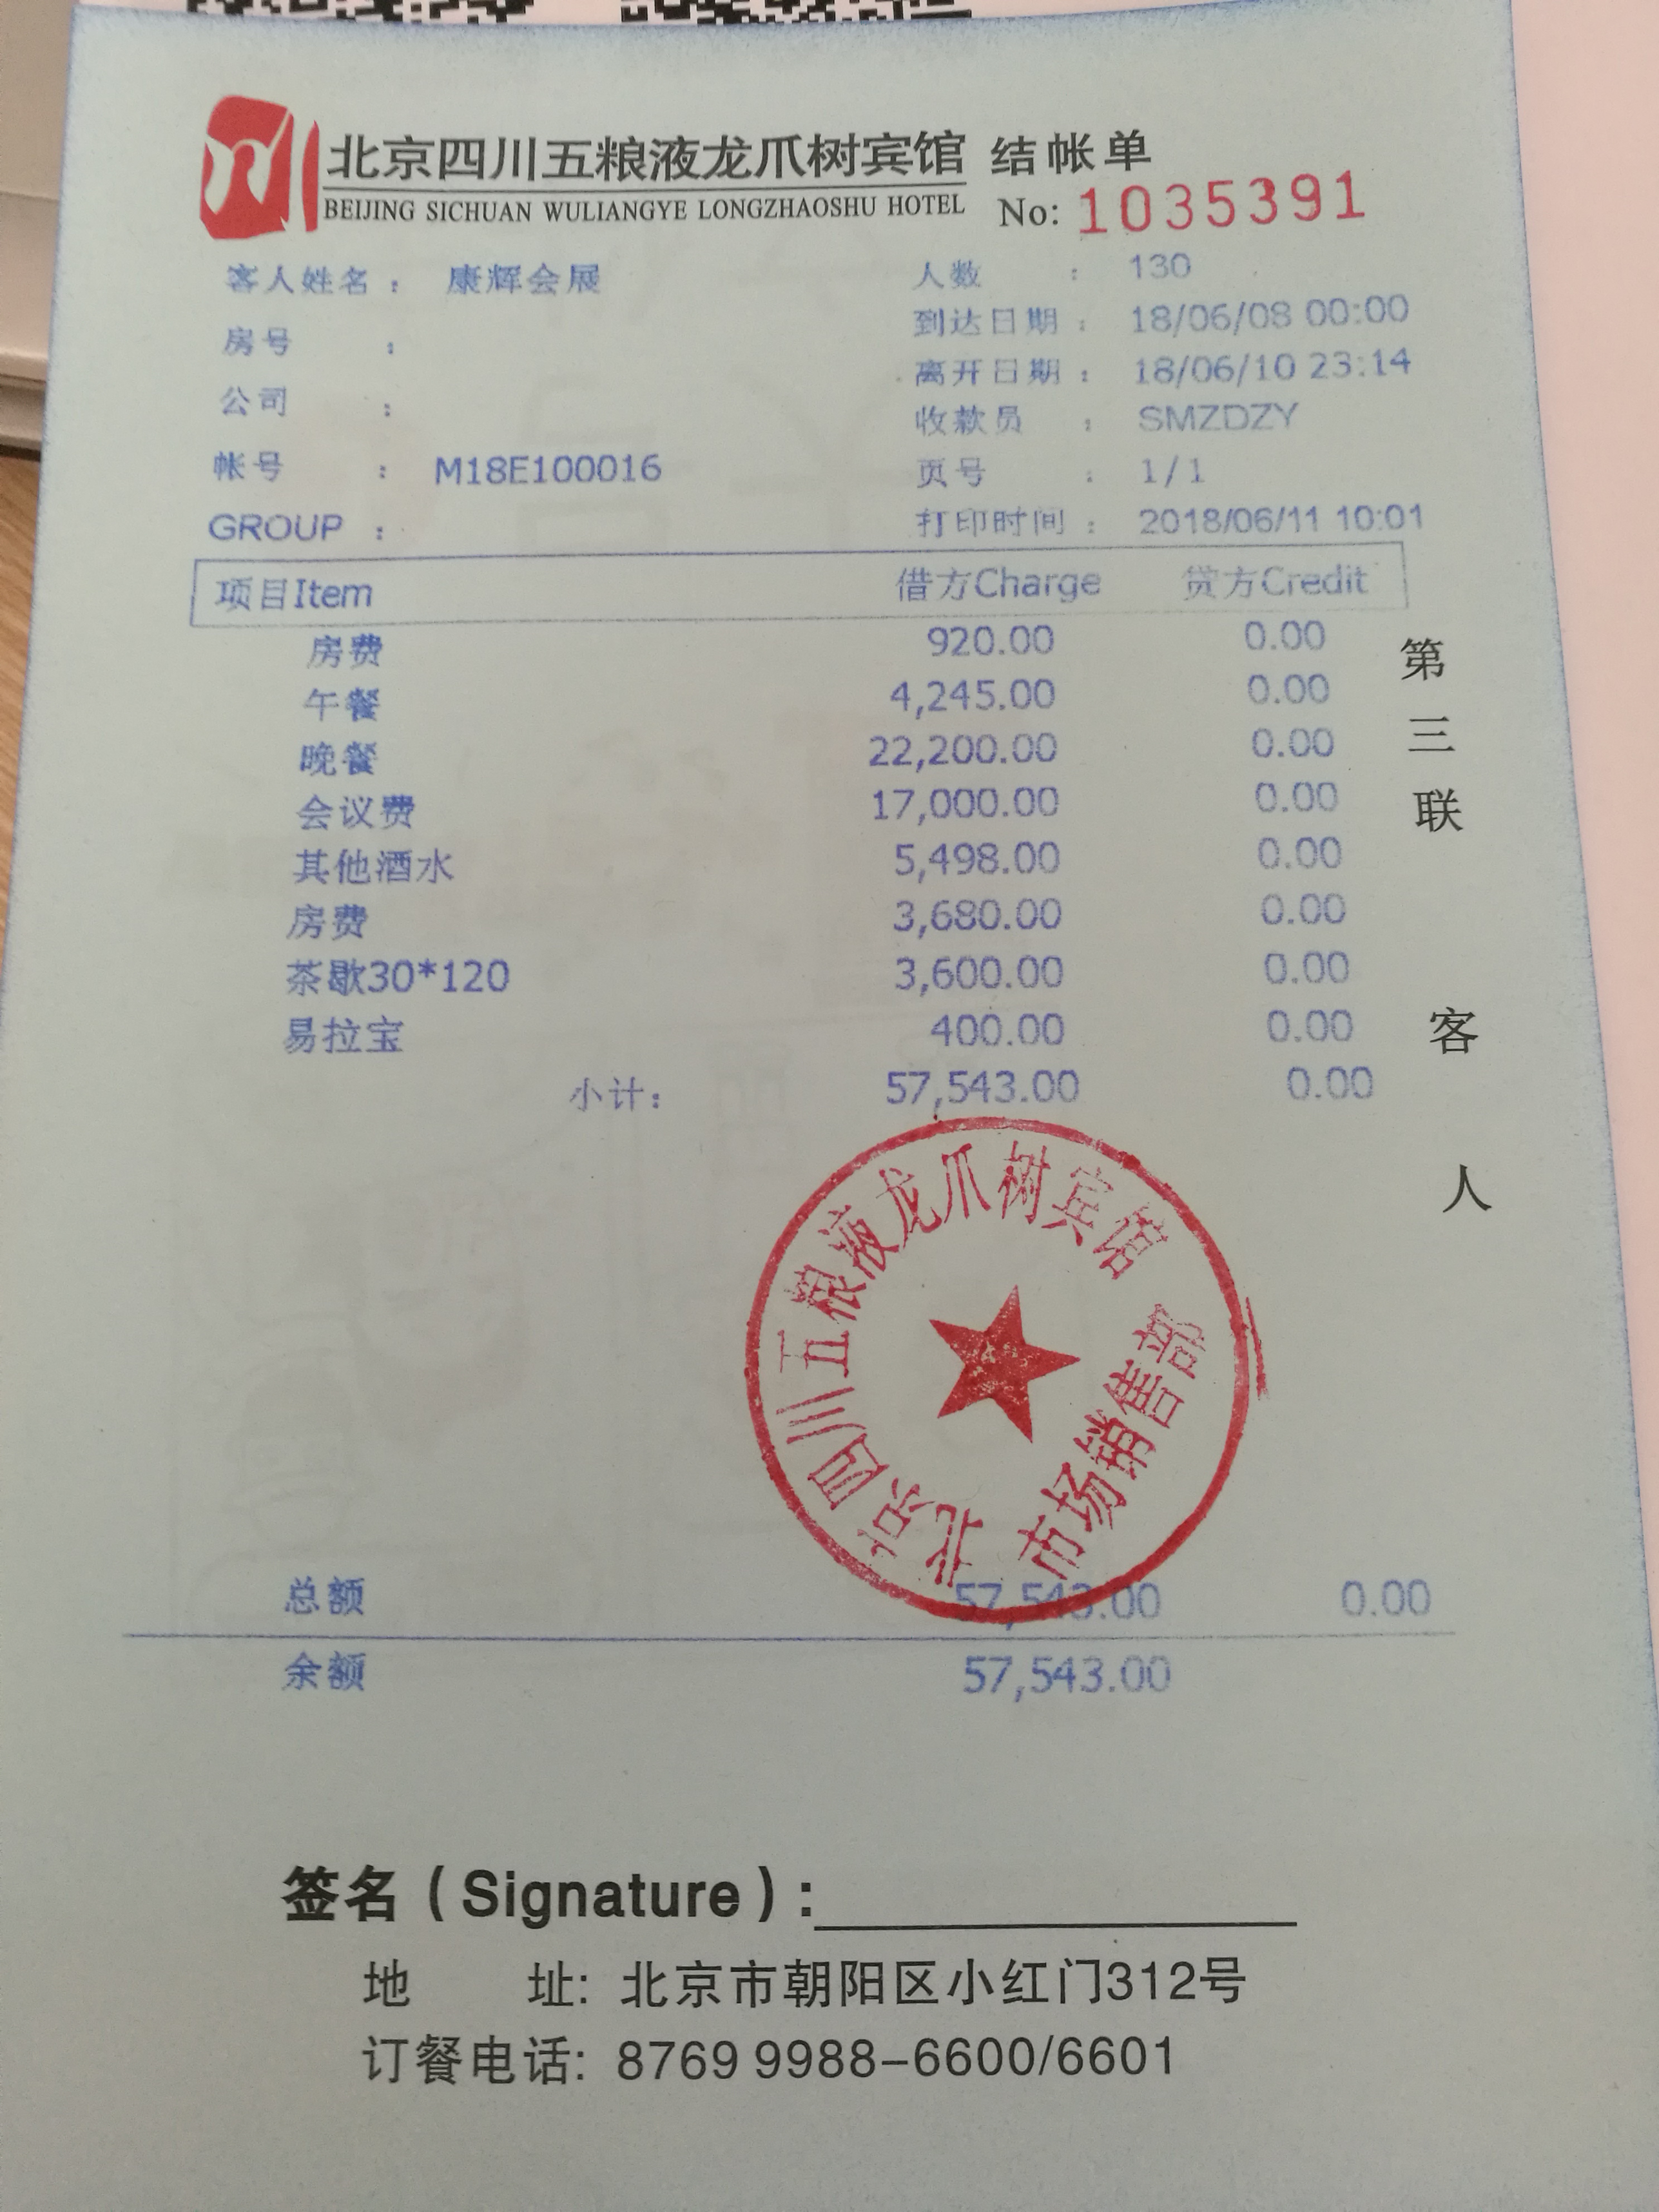 北京四川五粮液龙爪树宾馆 结帐单
BEIJING SICHUAN WULIANGYE LONGZHAOSHU HOTEL No: 1035391
客人姓名 : 康辉会展 人数 : 130
房号 : 到达日期 : 18/06/08 00:00
公司 : 离开日期 : 18/06/10 23:14
收款员 : SMZDZY
帐号 : M18E100016 页号 : 1/1
GROUP : 打印时间 : 2018/06/11 10:01
项目Item 借方Charge 贷方Credit
房费 920.00 0.00
午餐 4,245.00 0.00
晚餐 22,200.00 0.00
会议费 17,000.00 0.00
其他酒水 5,498.00 0.00
房费 3,680.00 0.00
茶歇30*120 3,600.00 0.00
易拉宝 400.00 0.00
小计: 57,543.00 0.00
第三联 客人
北京四川五粮液龙爪树宾馆
市场销售部
总额 57,543.00 0.00
余额 57,543.00
签名(Signature):
地 址: 北京市朝阳区小红门312号
订餐电话: 8769 9988-6600/6601